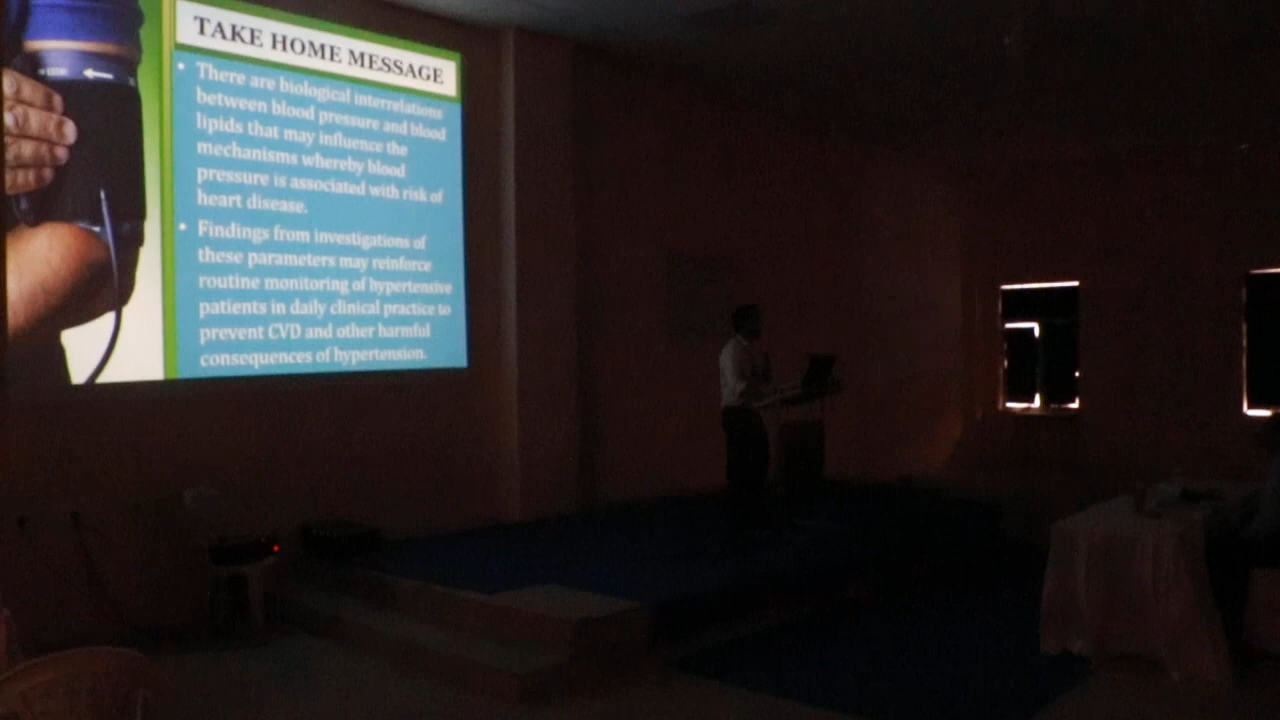 TAKE HOME MESSAGE
• There are biological interrelations
between blood pressure and blood
lipids that may influence the
mechanisms whereby blood
pressure is associated with risk of
heart disease.
• Findings from investigations of
these parameters may reinforce
routine monitoring of hypertensive
patients in daily clinical practice to
prevent CVD and other harmful
consequences of hypertension.